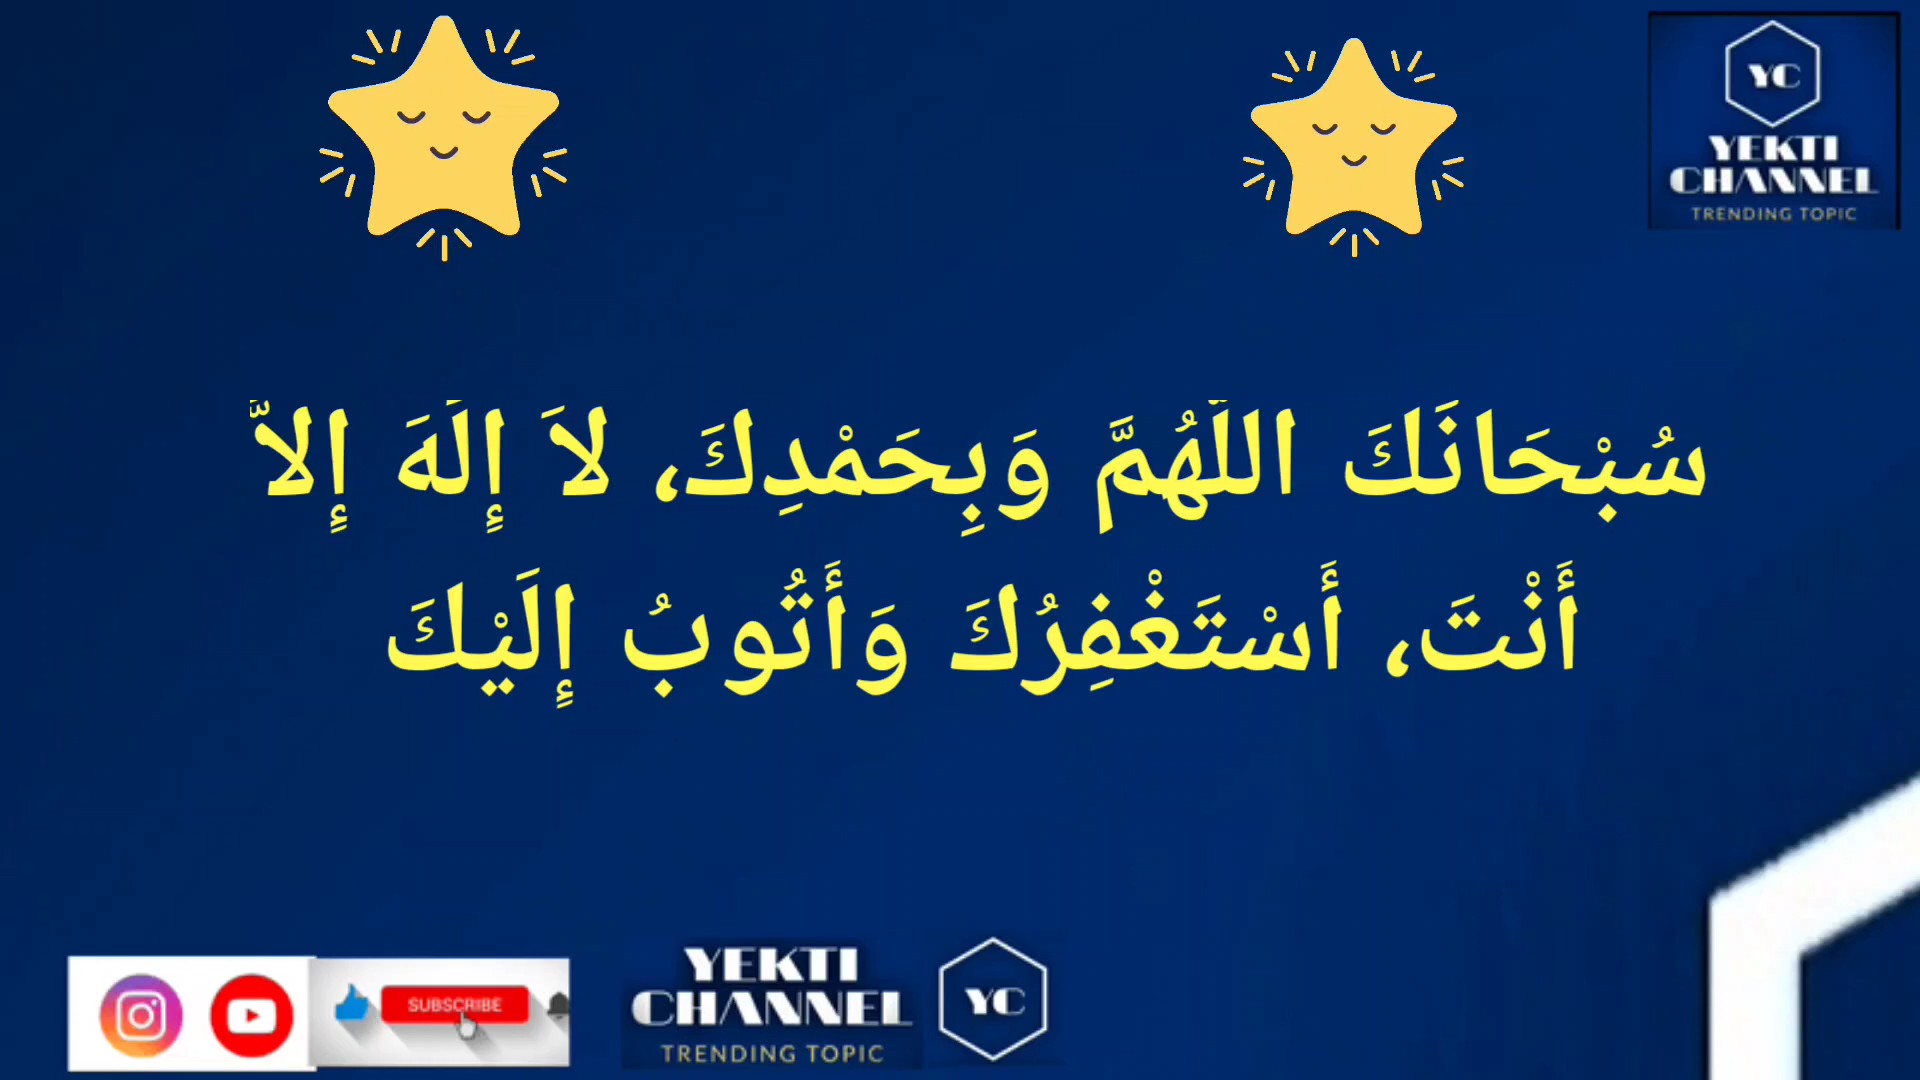 YC
YEKTI
CHANNEL
TRENDING TOPIC
سُبْحَانَكَ اللَّهُمَّ وَبِحَمْدِكَ، لاَ إِلَهَ إِلاَّ
أَنْتَ، أَسْتَغْفِرُكَ وَأَتُوبُ إِلَيْكَ
SUBSCRIBE
YEKTI
CHANNEL
TRENDING TOPIC
YC